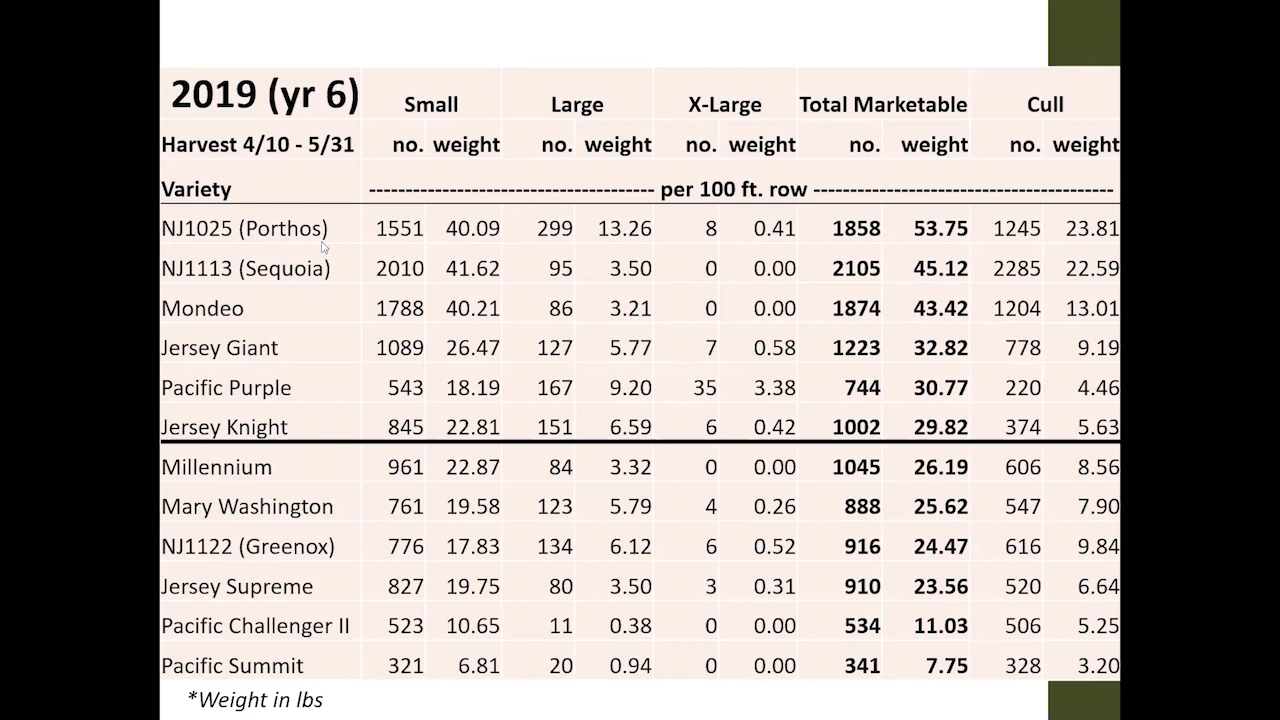 2019 (yr 6) Small Large X-Large Total Marketable Cull
Harvest 4/10 - 5/31 no. weight no. weight no. weight no. weight no. weight
Variety --------------------------------------- per 100 ft. row -----------------------------------------
NJ1025 (Porthos) 1551 40.09 299 13.26 8 0.41 1858 53.75 1245 23.81
NJ1113 (Sequoia) 2010 41.62 95 3.50 0 0.00 2105 45.12 2285 22.59
Mondeo 1788 40.21 86 3.21 0 0.00 1874 43.42 1204 13.01
Jersey Giant 1089 26.47 127 5.77 7 0.58 1223 32.82 778 9.19
Pacific Purple 543 18.19 167 9.20 35 3.38 744 30.77 220 4.46
Jersey Knight 845 22.81 151 6.59 6 0.42 1002 29.82 374 5.63
Millennium 961 22.87 84 3.32 0 0.00 1045 26.19 606 8.56
Mary Washington 761 19.58 123 5.79 4 0.26 888 25.62 547 7.90
NJ1122 (Greenox) 776 17.83 134 6.12 6 0.52 916 24.47 616 9.84
Jersey Supreme 827 19.75 80 3.50 3 0.31 910 23.56 520 6.64
Pacific Challenger II 523 10.65 11 0.38 0 0.00 534 11.03 506 5.25
Pacific Summit 321 6.81 20 0.94 0 0.00 341 7.75 328 3.20
*Weight in lbs